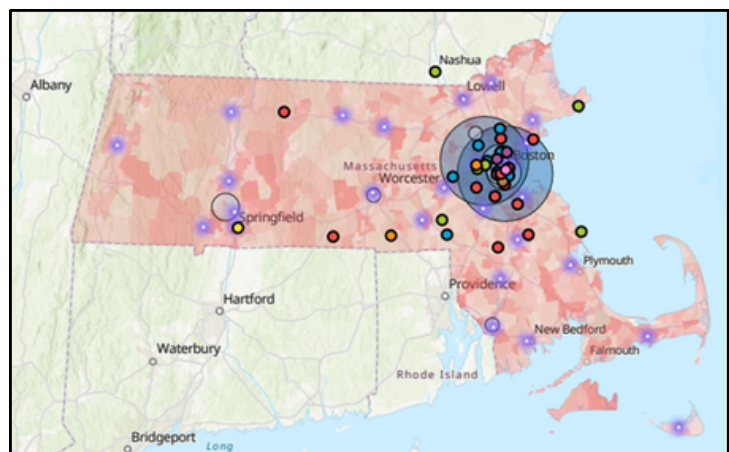 Nashua
Albany
Lowell
Boston
Massachusetts
Worcester
Springfield
Plymouth
Providence
Hartford
New Bedford
Waterbury
Falmouth
Rhode Island
Bridgeport
Long